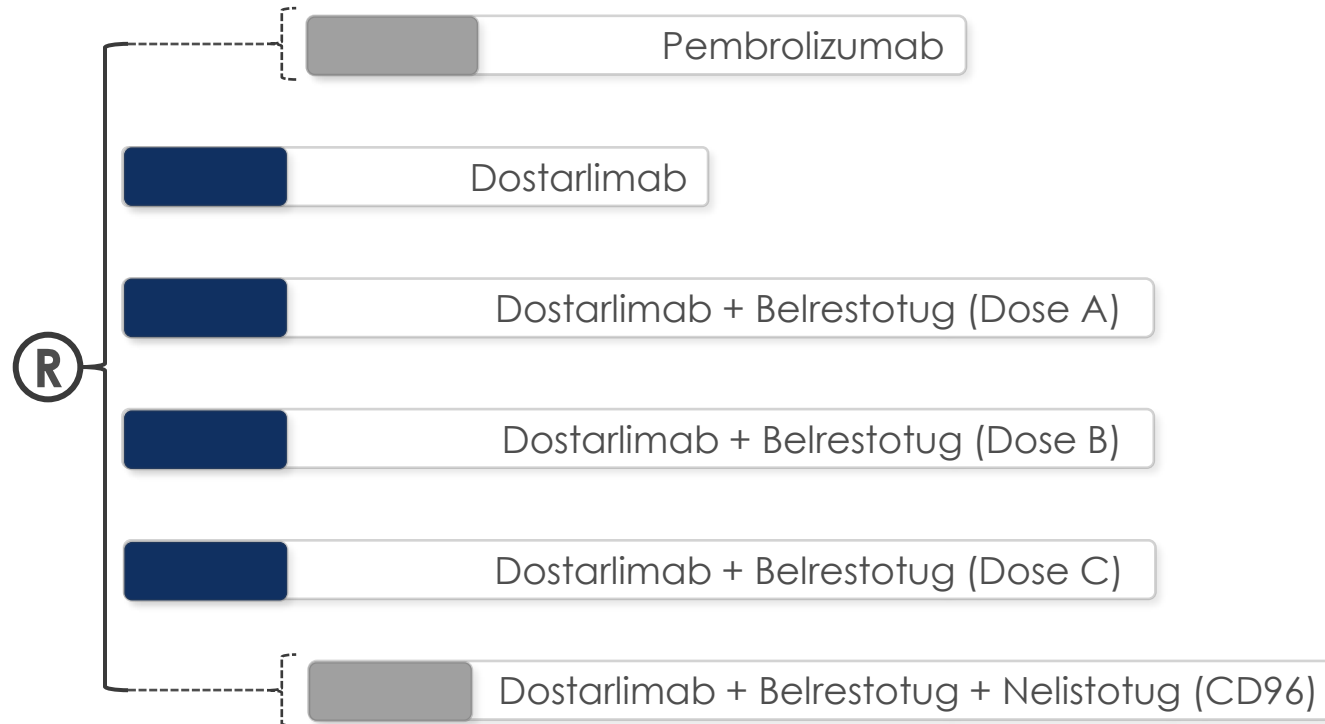 Pembrolizumab
Dostarlimab
Dostarlimab + Belrestotug (Dose A)
R
Dostarlimab + Belrestotug (Dose B)
Dostarlimab + Belrestotug (Dose C)
Dostarlimab + Belrestotug + Nelistotug (CD96)